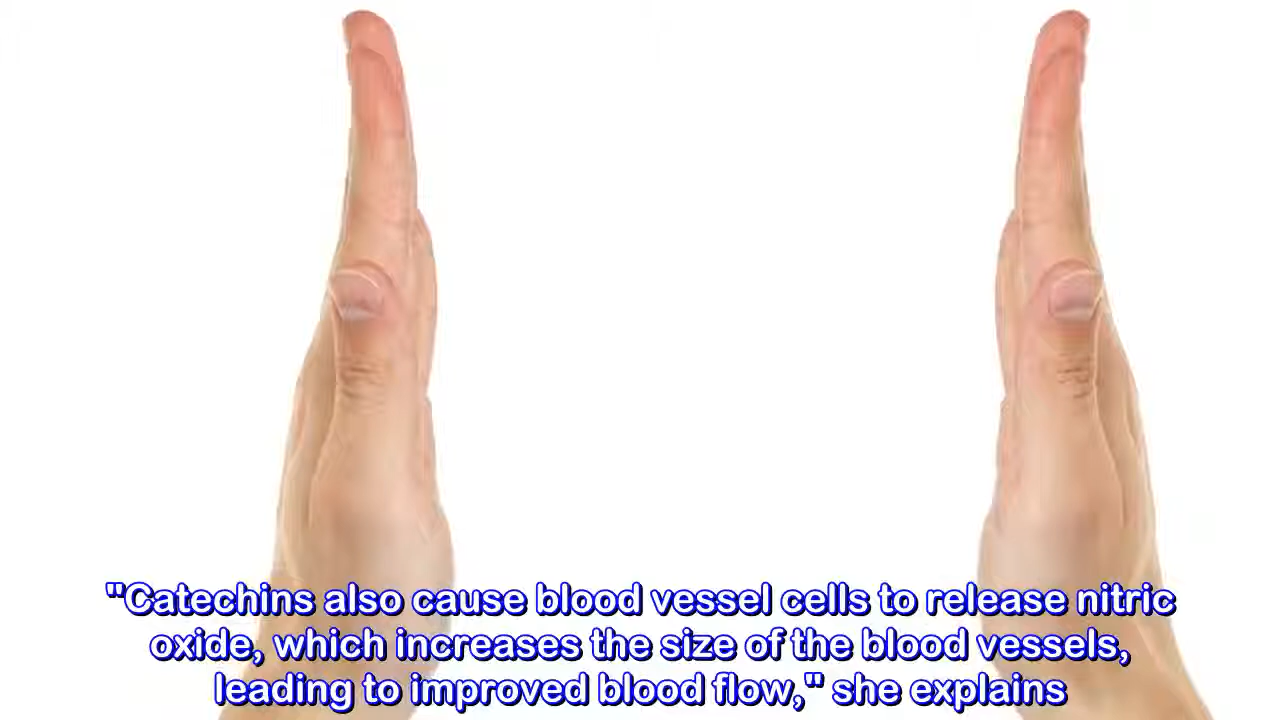 "Catechins also cause blood vessel cells to release nitric
oxide, which increases the size of the blood vessels,
leading to improved blood flow," she explains